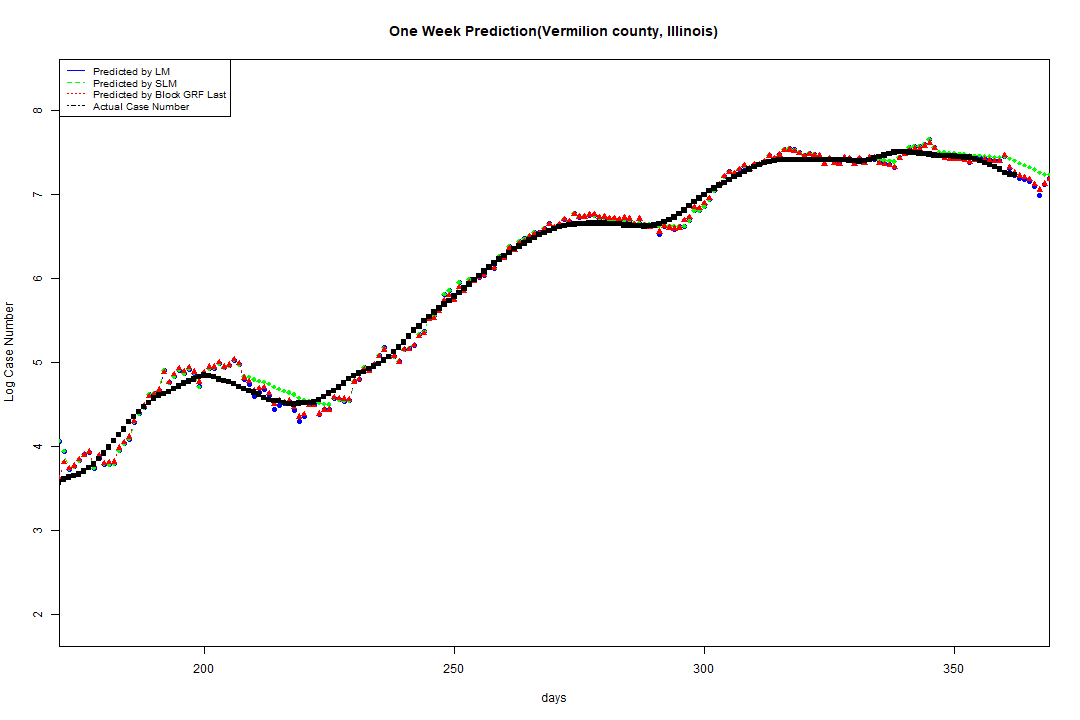 One Week Prediction(Vermilion county, Illinois)
Predicted by LM
Predicted by SLM
Predicted by Block GRF Last
Actual Case Number
8
7
6
5
4
3
2
Log Case Number
200 250 300 350
days